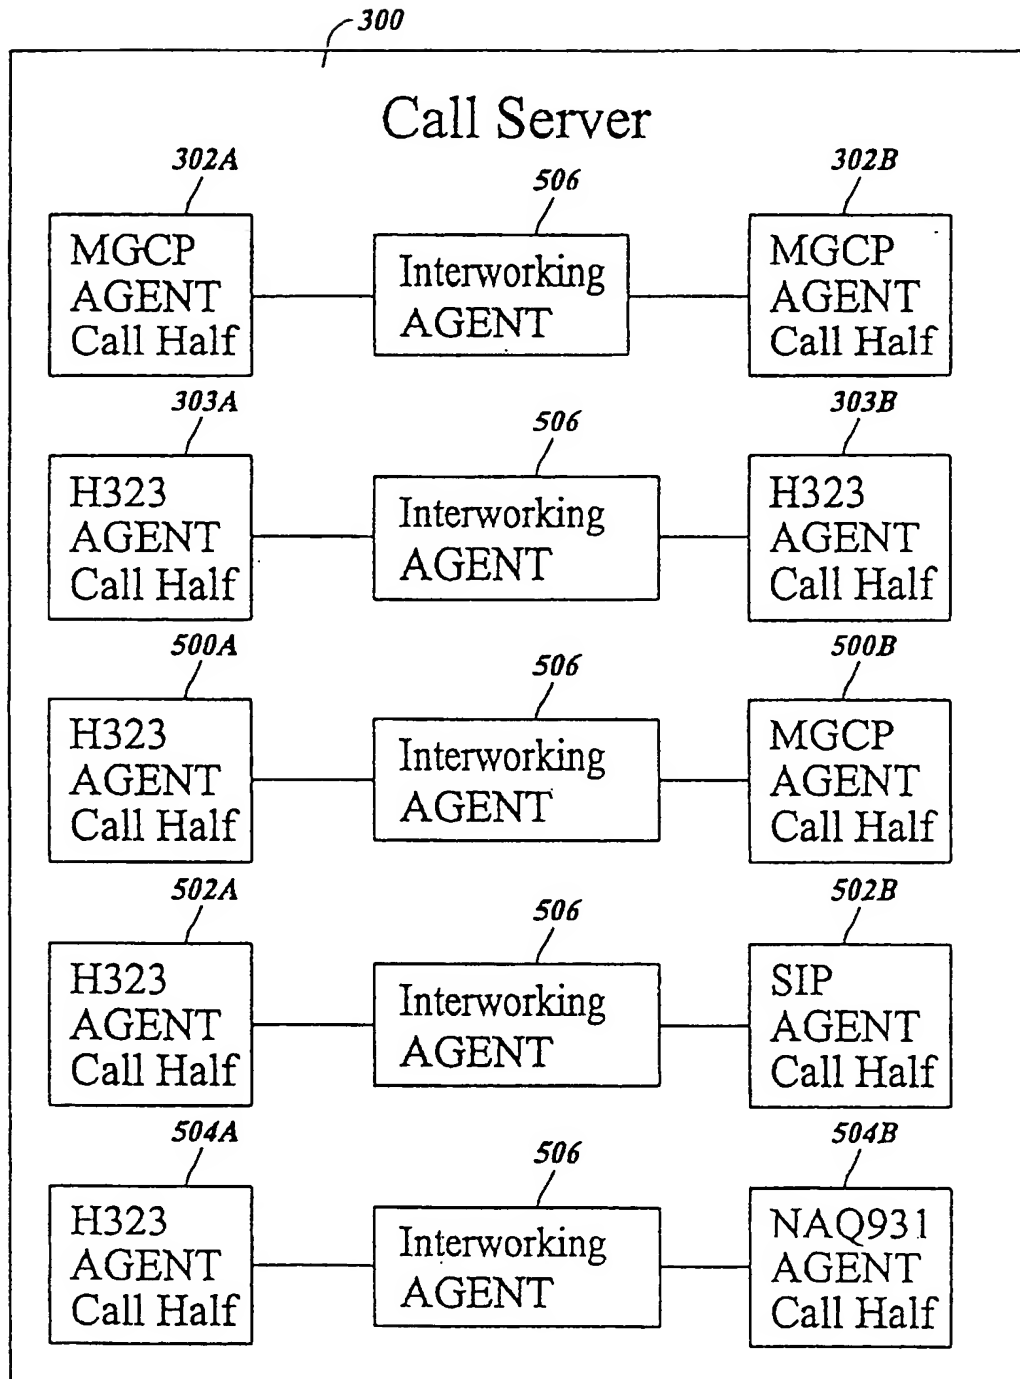 300
Call Server
302A
506
302B
MGCP
AGENT
Call Half
Interworking
AGENT
MGCP
AGENT
Call Half
303A
506
303B
H323
AGENT
Call Half
Interworking
AGENT
H323
AGENT
Call Half
500A
506
500B
H323
AGENT
Call Half
Interworking
AGENT
MGCP
AGENT
Call Half
502A
506
502B
H323
AGENT
Call Half
Interworking
AGENT
SIP
AGENT
Call Half
504A
506
504B
H323
AGENT
Call Half
Interworking
AGENT
NAQ931
AGENT
Call Half